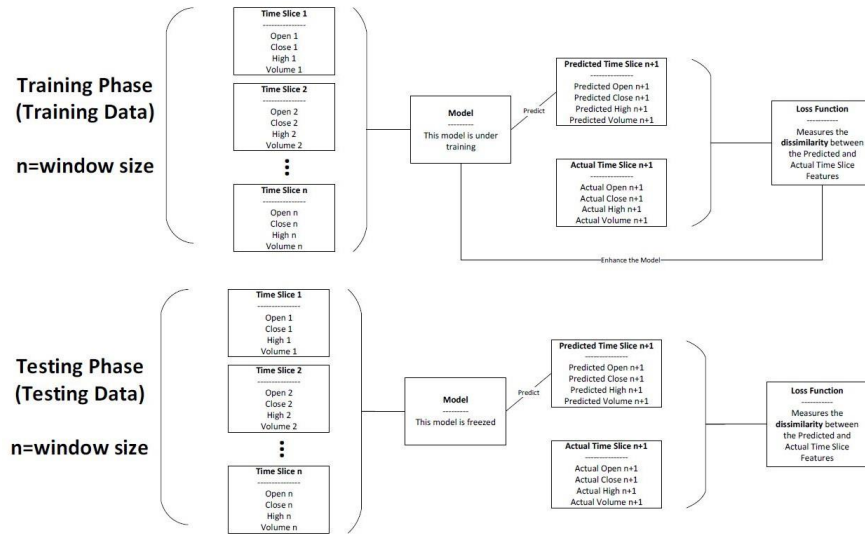 Training Phase
(Training Data)
n=window size
Time Slice 1
---------------
Open 1
Close 1
High 1
Volume 1
Time Slice 2
---------------
Open 2
Close 2
High 2
Volume 2
Time Slice n
---------------
Open n
Close n
High n
Volume n
Model
---------
This model is under
training
Predict
Predicted Time Slice n+1
---------------
Predicted Open n+1
Predicted Close n+1
Predicted High n+1
Predicted Volume n+1
Actual Time Slice n+1
---------------
Actual Open n+1
Actual Close n+1
Actual High n+1
Actual Volume n+1
Loss Function
-----------
Measures the
dissimilarity between
the Predicted and
Actual Time Slice
Features
Enhance the Model
Testing Phase
(Testing Data)
n=window size
Time Slice 1
---------------
Open 1
Close 1
High 1
Volume 1
Time Slice 2
---------------
Open 2
Close 2
High 2
Volume 2
Time Slice n
---------------
Open n
Close n
High n
Volume n
Model
---------
This model is freezed
Predict
Predicted Time Slice n+1
---------------
Predicted Open n+1
Predicted Close n+1
Predicted High n+1
Predicted Volume n+1
Actual Time Slice n+1
---------------
Actual Open n+1
Actual Close n+1
Actual High n+1
Actual Volume n+1
Loss Function
-----------
Measures the
dissimilarity between
the Predicted and
Actual Time Slice
Features